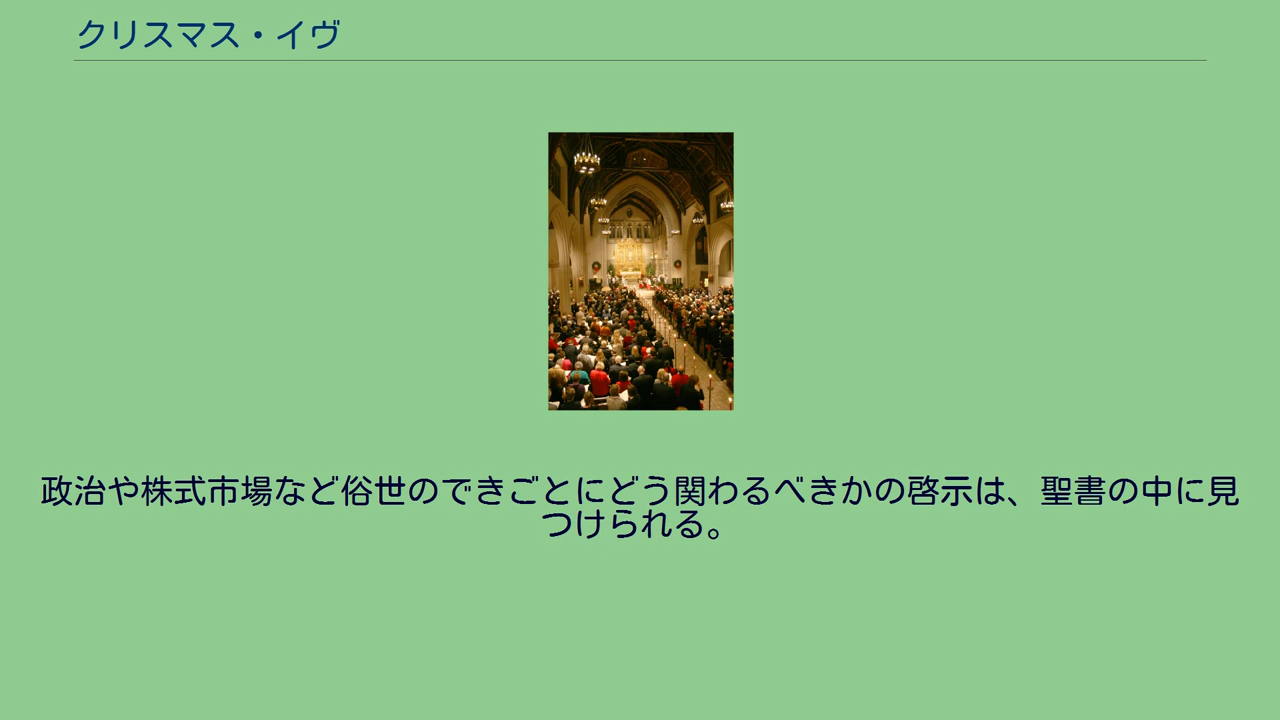 クリスマス・イヴ
政治や株式市場など俗世のできごとにどう関わるべきかの啓示は、聖書の中に見
つけられる。